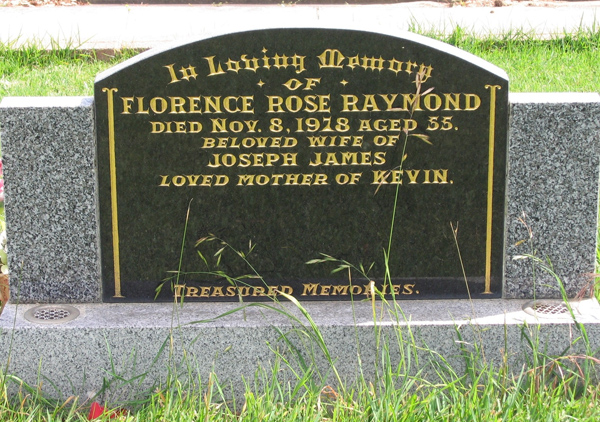 In Loving Memory
OF
FLORENCE ROSE RAYMOND
DIED NOV. 8, 1978 AGED 55.
BELOVED WIFE OF
JOSEPH JAMES
LOVED MOTHER OF KEVIN.
TREASURED MEMORIES.